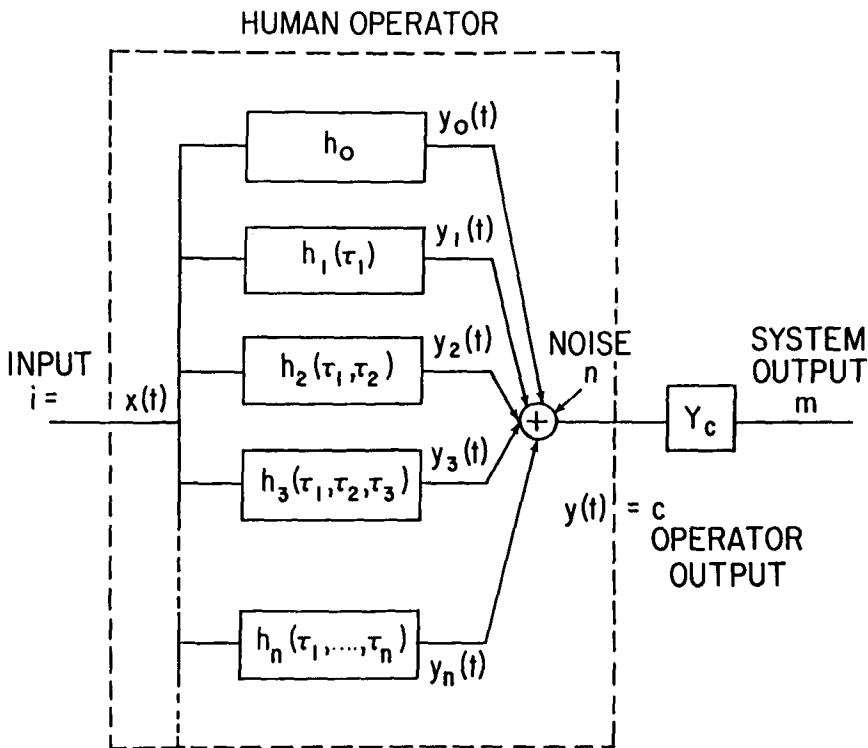 HUMAN OPERATOR
y₀(t)
h₀
y₁(t)
h₁(τ₁)
y₂(t)
h₂(τ₁,τ₂)
NOISE
n
SYSTEM
OUTPUT
m
INPUT
i =
x(t)
+
Y_c
y₃(t)
h₃(τ₁,τ₂,τ₃)
y(t) = c
OPERATOR
OUTPUT
hₙ(τ₁,....,τₙ)
yₙ(t)